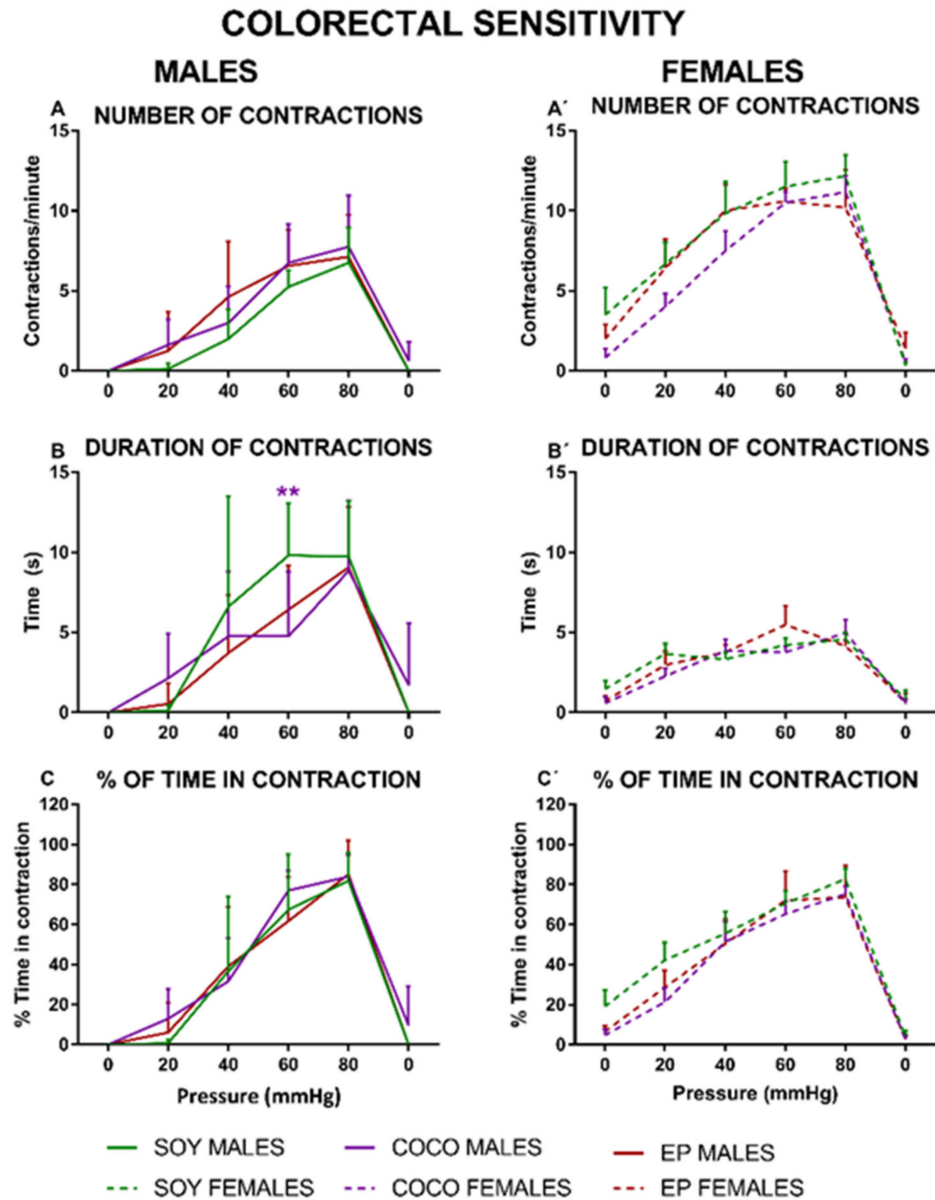 COLORECTAL SENSITIVITY
MALES
FEMALES
A
NUMBER OF CONTRACTIONS
Contractions/minute
15
10
5
0
0 20 40 60 80 0
A´
NUMBER OF CONTRACTIONS
Contractions/minute
15
10
5
0
0 20 40 60 80 0
B
DURATION OF CONTRACTIONS
Time (s)
15
10
5
0
**
0 20 40 60 80 0
B´
DURATION OF CONTRACTIONS
Time (s)
15
10
5
0
0 20 40 60 80 0
C
% OF TIME IN CONTRACTION
% Time in contraction
120
100
80
60
40
20
0
0 20 40 60 80 0
Pressure (mmHg)
C´
% OF TIME IN CONTRACTION
% Time in contraction
120
100
80
60
40
20
0
0 20 40 60 80 0
Pressure (mmHg)
SOY MALES COCO MALES EP MALES
SOY FEMALES COCO FEMALES EP FEMALES